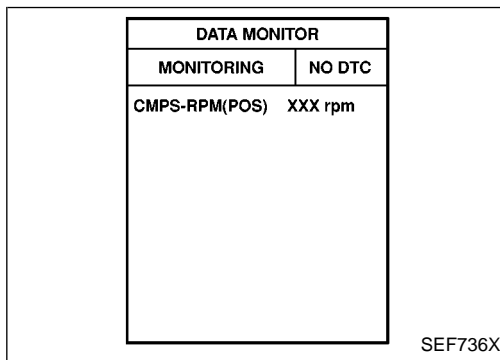 DATA MONITOR
MONITORING NO DTC
CMPS-RPM(POS) XXX rpm
SEF736X